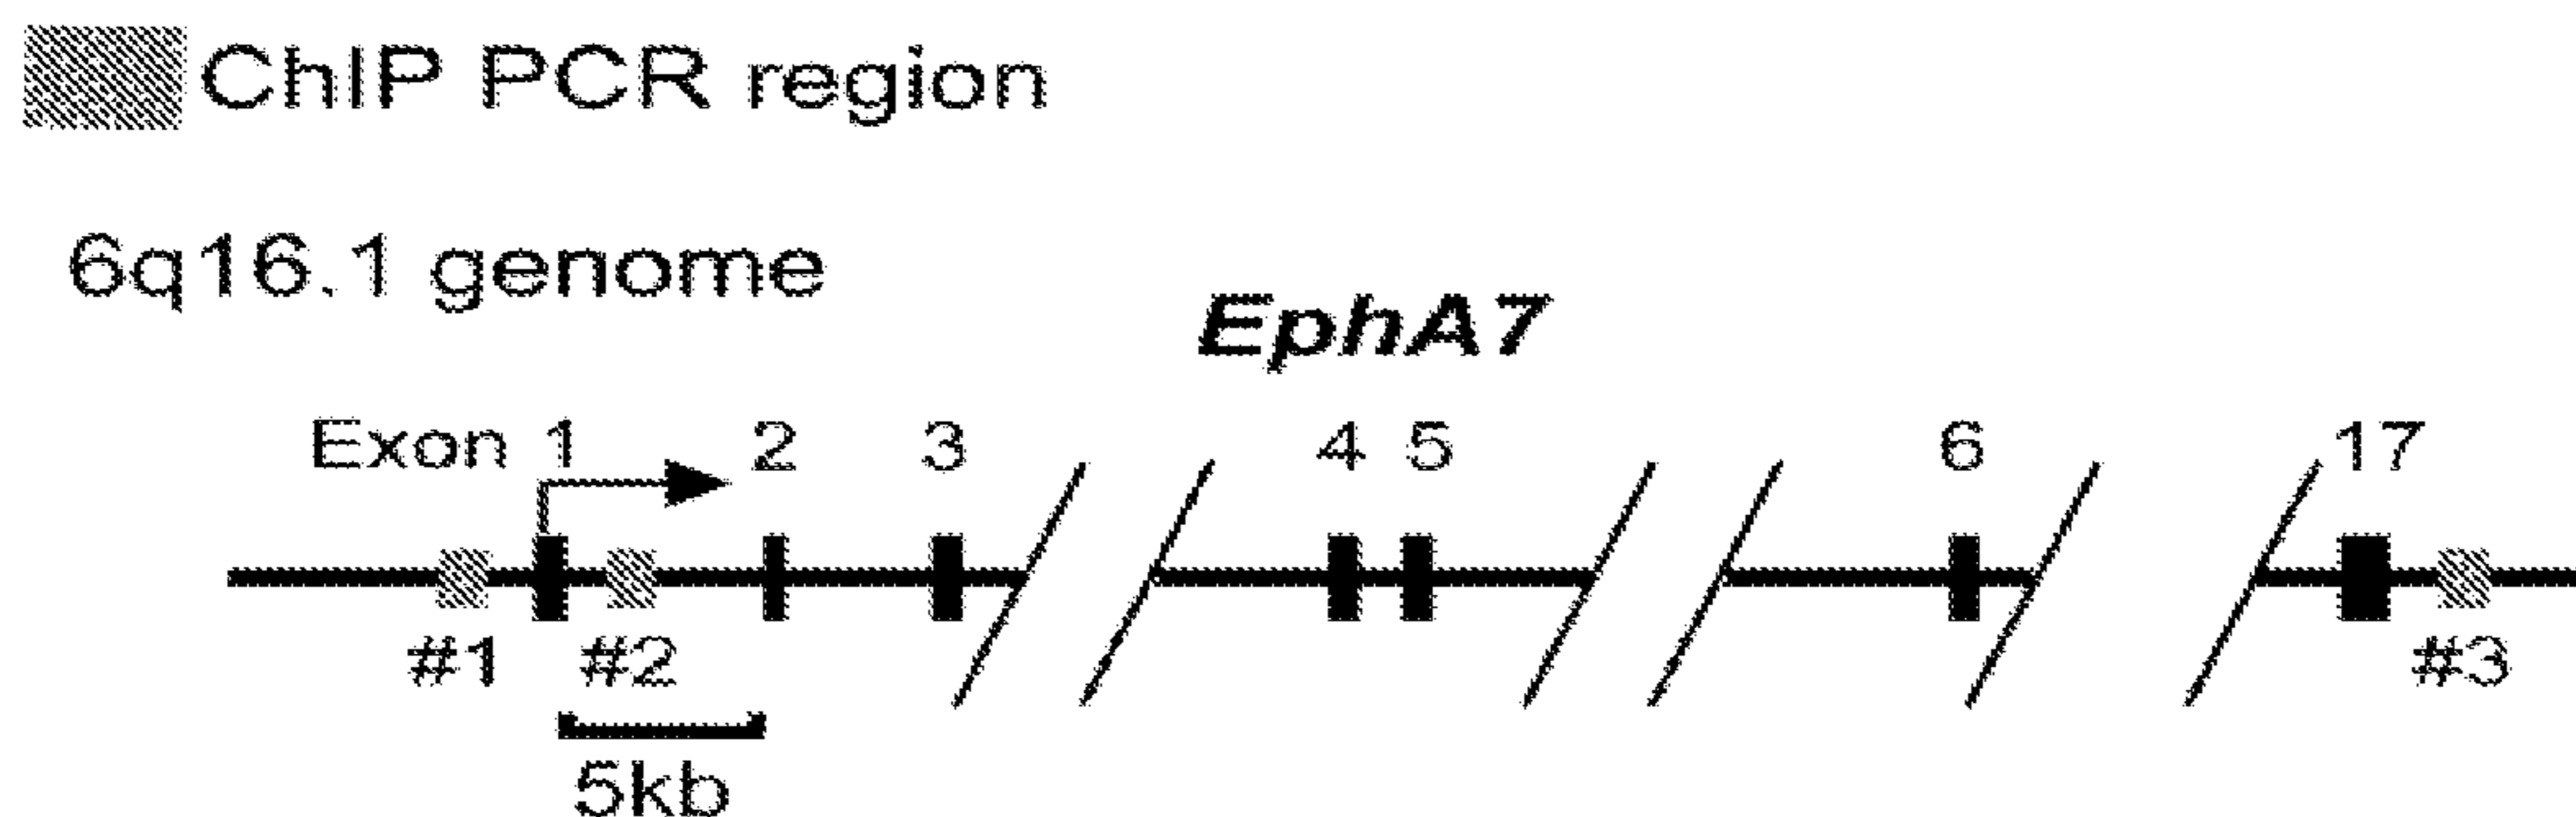 ChIP PCR region
6q16.1 genome
EphA7
Exon 1 2 3 4 5 6 17
#1 #2 #3
5kb